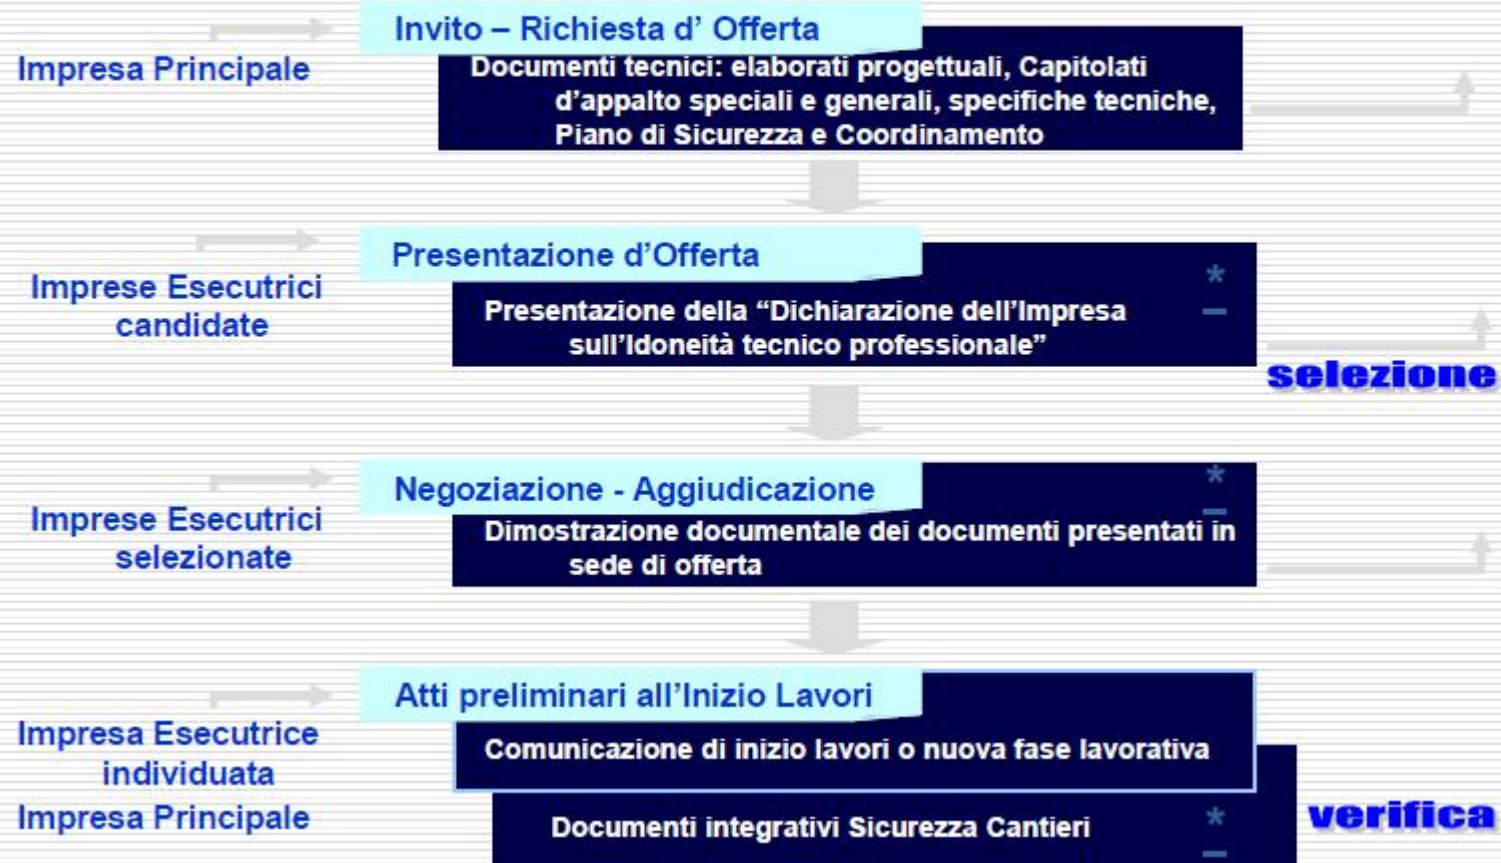 Invito – Richiesta d' Offerta
Impresa Principale
Documenti tecnici: elaborati progettuali, Capitolati
d'appalto speciali e generali, specifiche tecniche,
Piano di Sicurezza e Coordinamento
Presentazione d'Offerta
*
Imprese Esecutrici
candidate
Presentazione della “Dichiarazione dell'Impresa
sull'Idoneità tecnico professionale”
selezione
Negoziazione - Aggiudicazione
*
Imprese Esecutrici
selezionate
Dimostrazione documentale dei documenti presentati in
sede di offerta
Atti preliminari all'Inizio Lavori
Impresa Esecutrice
individuata
Comunicazione di inizio lavori o nuova fase lavorativa
Impresa Principale
Documenti integrativi Sicurezza Cantieri
*
verifica